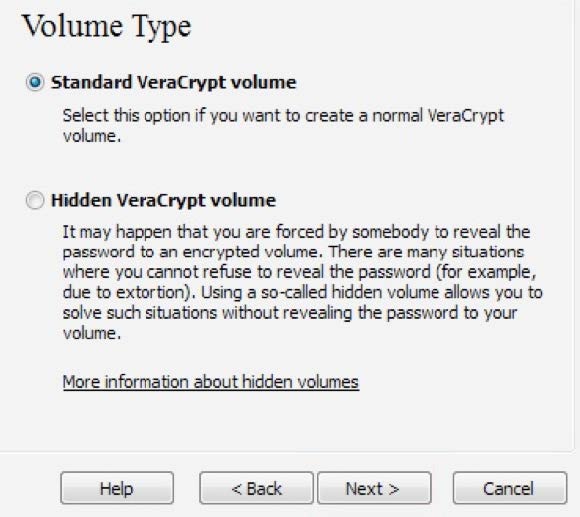 Volume Type
Standard VeraCrypt volume
Select this option if you want to create a normal VeraCrypt
volume.
Hidden VeraCrypt volume
It may happen that you are forced by somebody to reveal the
password to an encrypted volume. There are many situations
where you cannot refuse to reveal the password (for example,
due to extortion). Using a so-called hidden volume allows you to
solve such situations without revealing the password to your
volume.
More information about hidden volumes
Help
< Back
Next >
Cancel